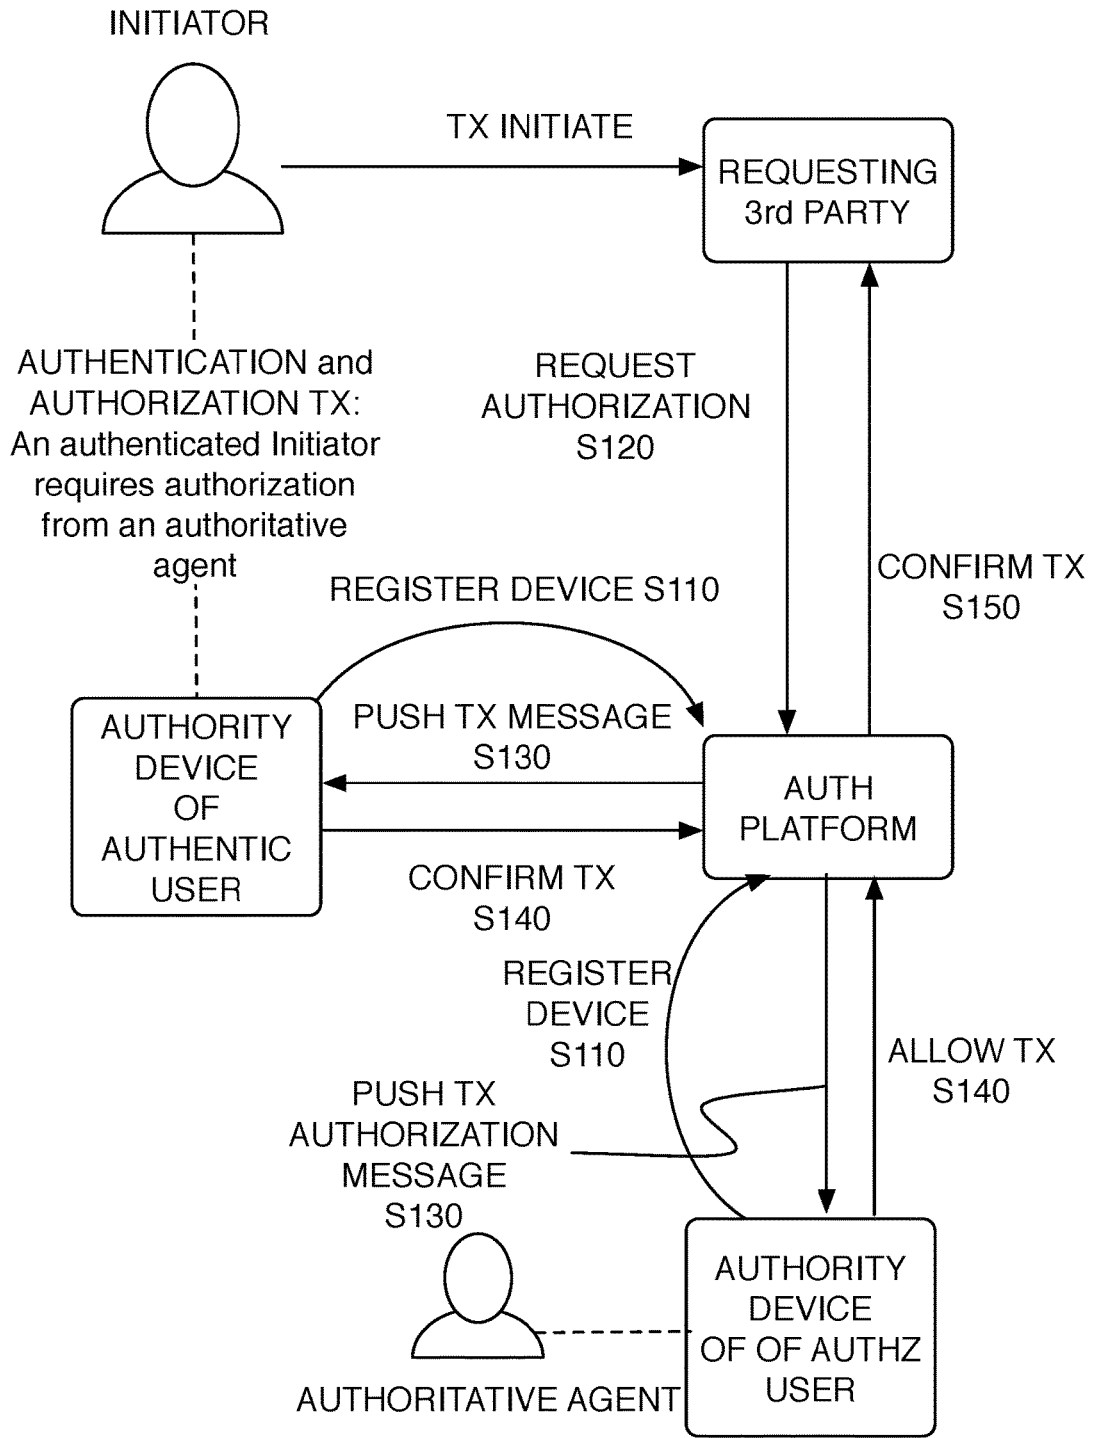 INITIATOR
TX INITIATE
REQUESTING
3rd PARTY
AUTHENTICATION and
AUTHORIZATION TX:
An authenticated Initiator
requires authorization
from an authoritative
agent
REQUEST
AUTHORIZATION
S120
CONFIRM TX
S150
REGISTER DEVICE S110
AUTHORITY
DEVICE
OF
AUTHENTIC
USER
PUSH TX MESSAGE
S130
AUTH
PLATFORM
CONFIRM TX
S140
REGISTER
DEVICE
S110
ALLOW TX
S140
PUSH TX
AUTHORIZATION
MESSAGE
S130
AUTHORITY
DEVICE
OF OF AUTHZ
USER
AUTHORITATIVE AGENT